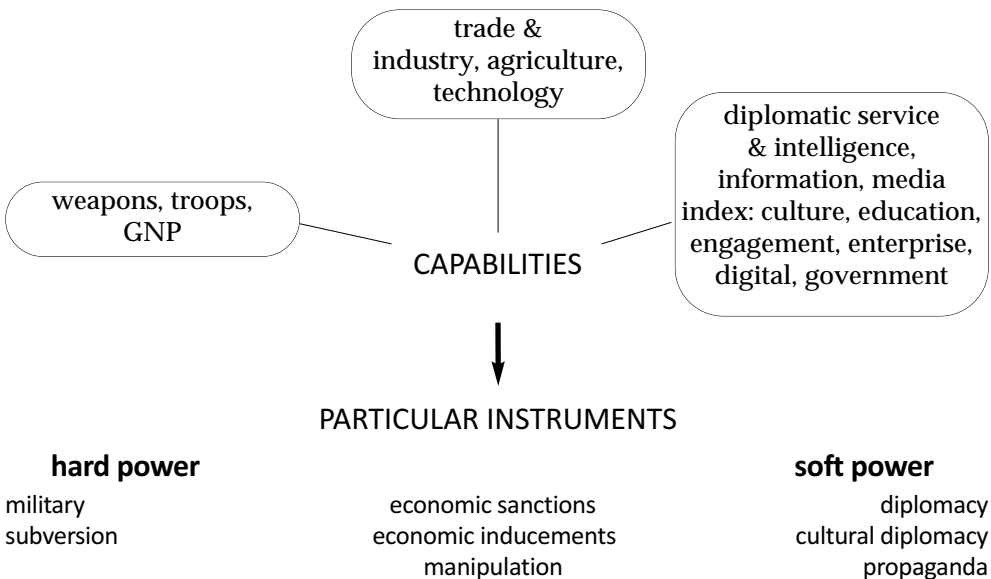 trade &
industry, agriculture,
technology
diplomatic service
& intelligence,
information, media
index: culture, education,
engagement, enterprise,
digital, government
weapons, troops,
GNP
CAPABILITIES
PARTICULAR INSTRUMENTS
hard power
soft power
military
economic sanctions
diplomacy
subversion
economic inducements
cultural diplomacy
manipulation
propaganda